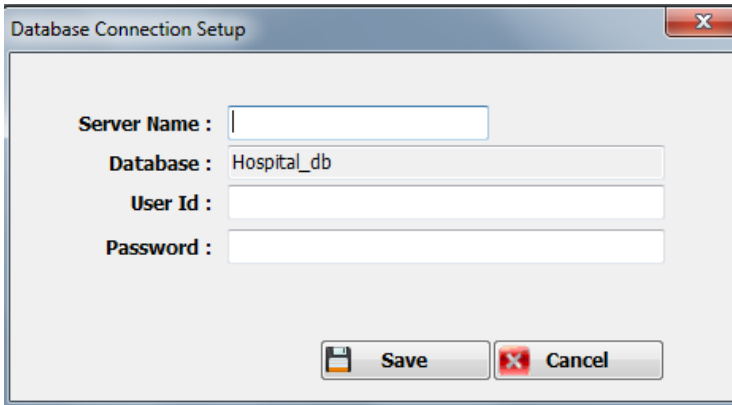 Database Connection Setup
Server Name :
Database : Hospital_db
User Id :
Password :
Save Cancel